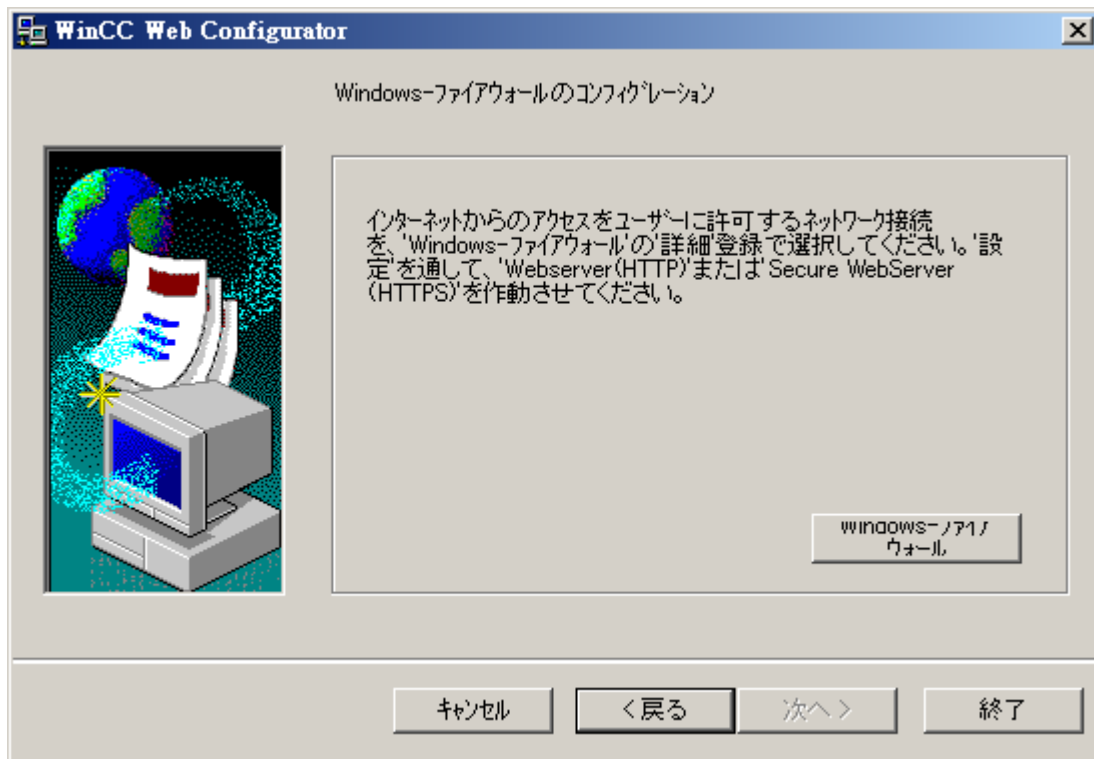 WinCC Web Configurator
Windows-ファイアウォールのコンフィグレーション
インターネットからのアクセスをユーザーに許可するネットワーク接続
を、'Windows-ファイアウォール'の'詳細'登録で選択してください。'設
定'を通して、'Webserver(HTTP)'または'Secure WebServer
(HTTPS)'を作動させてください。
Windows-ファイア
ウォール
キャンセル
< 戻る
次へ >
終了